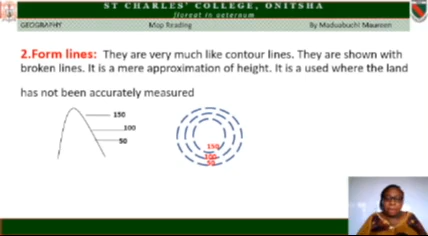 ST CHARLES' COLLEGE, ONITSHA
floreat in aeternum
GEOGRAPHY Map Reading By Maduabuchi Maureen
2.Form lines: They are very much like contour lines. They are shown with
broken lines. It is a mere approximation of height. It is a used where the land
has not been accurately measured
150
100
50
150
100
50